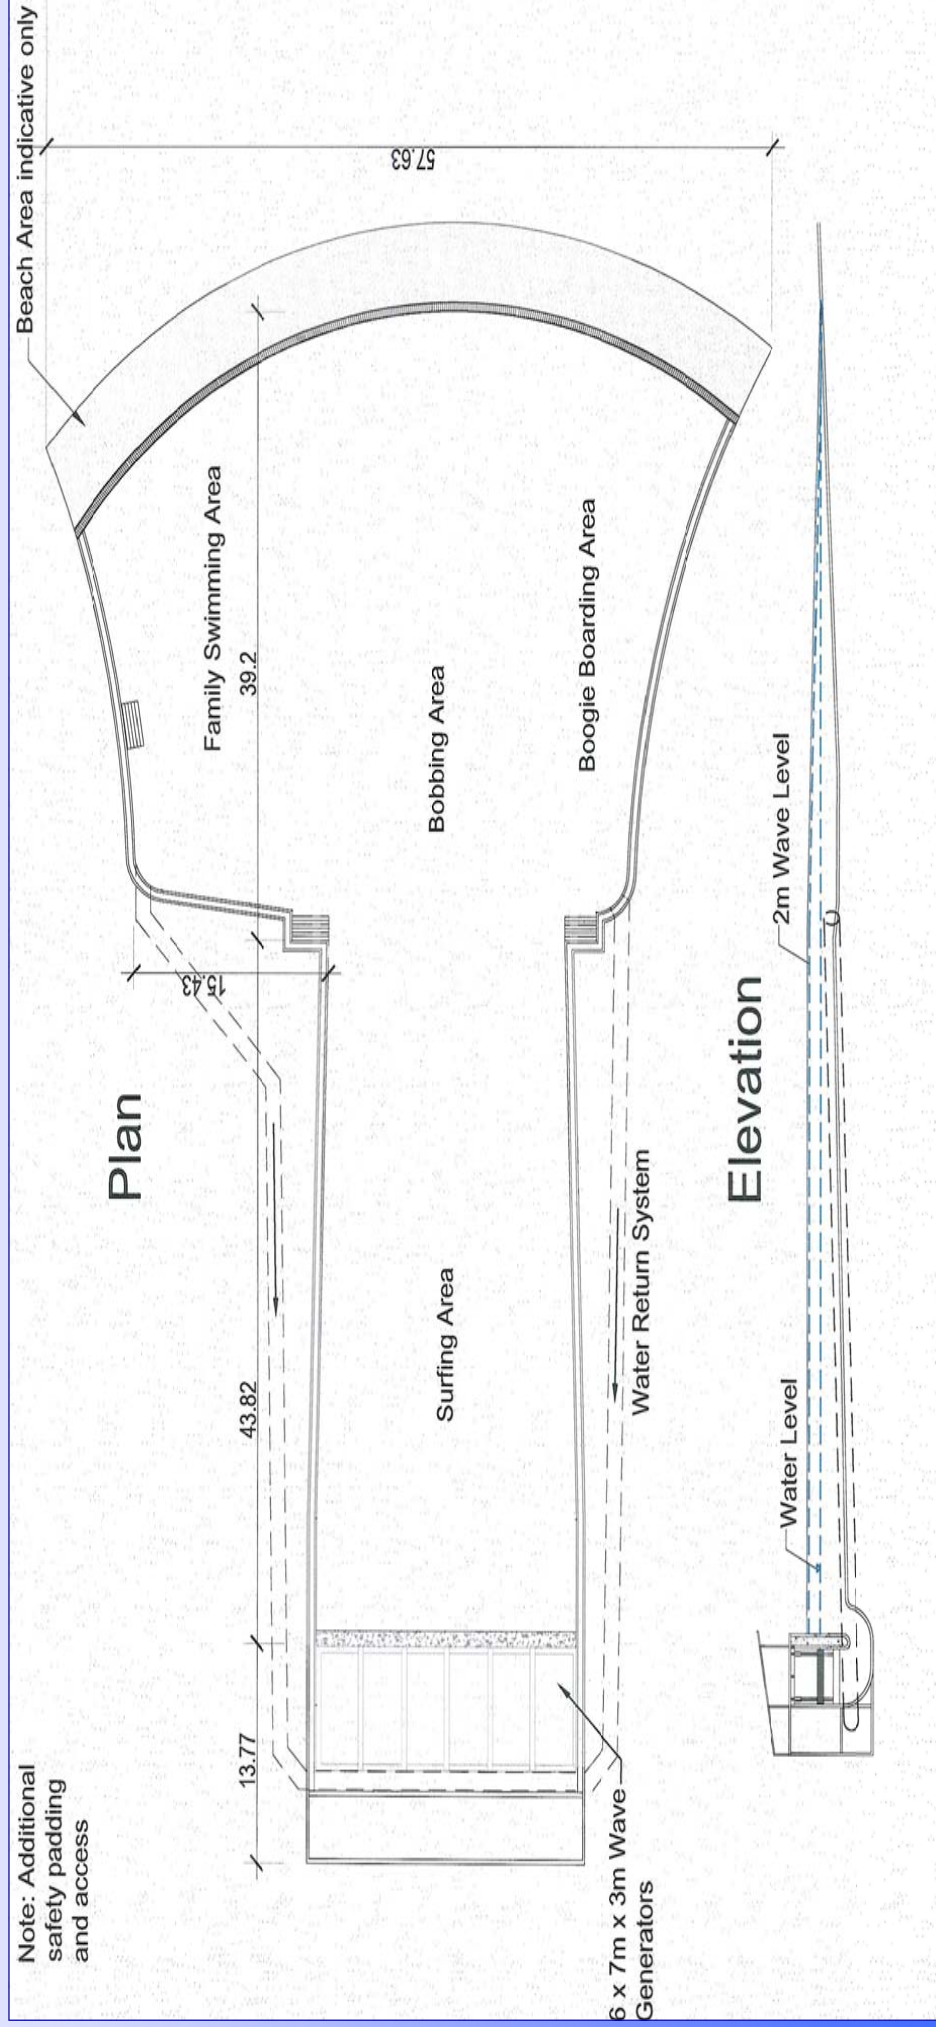 Note: Additional
safety padding
and access
Beach Area indicative only
Plan
13.77
43.82
39.2
15.43
57.63
Family Swimming Area
Bobbing Area
Boogie Boarding Area
Surfing Area
Water Return System
6 x 7m x 3m Wave
Generators
Elevation
Water Level
2m Wave Level